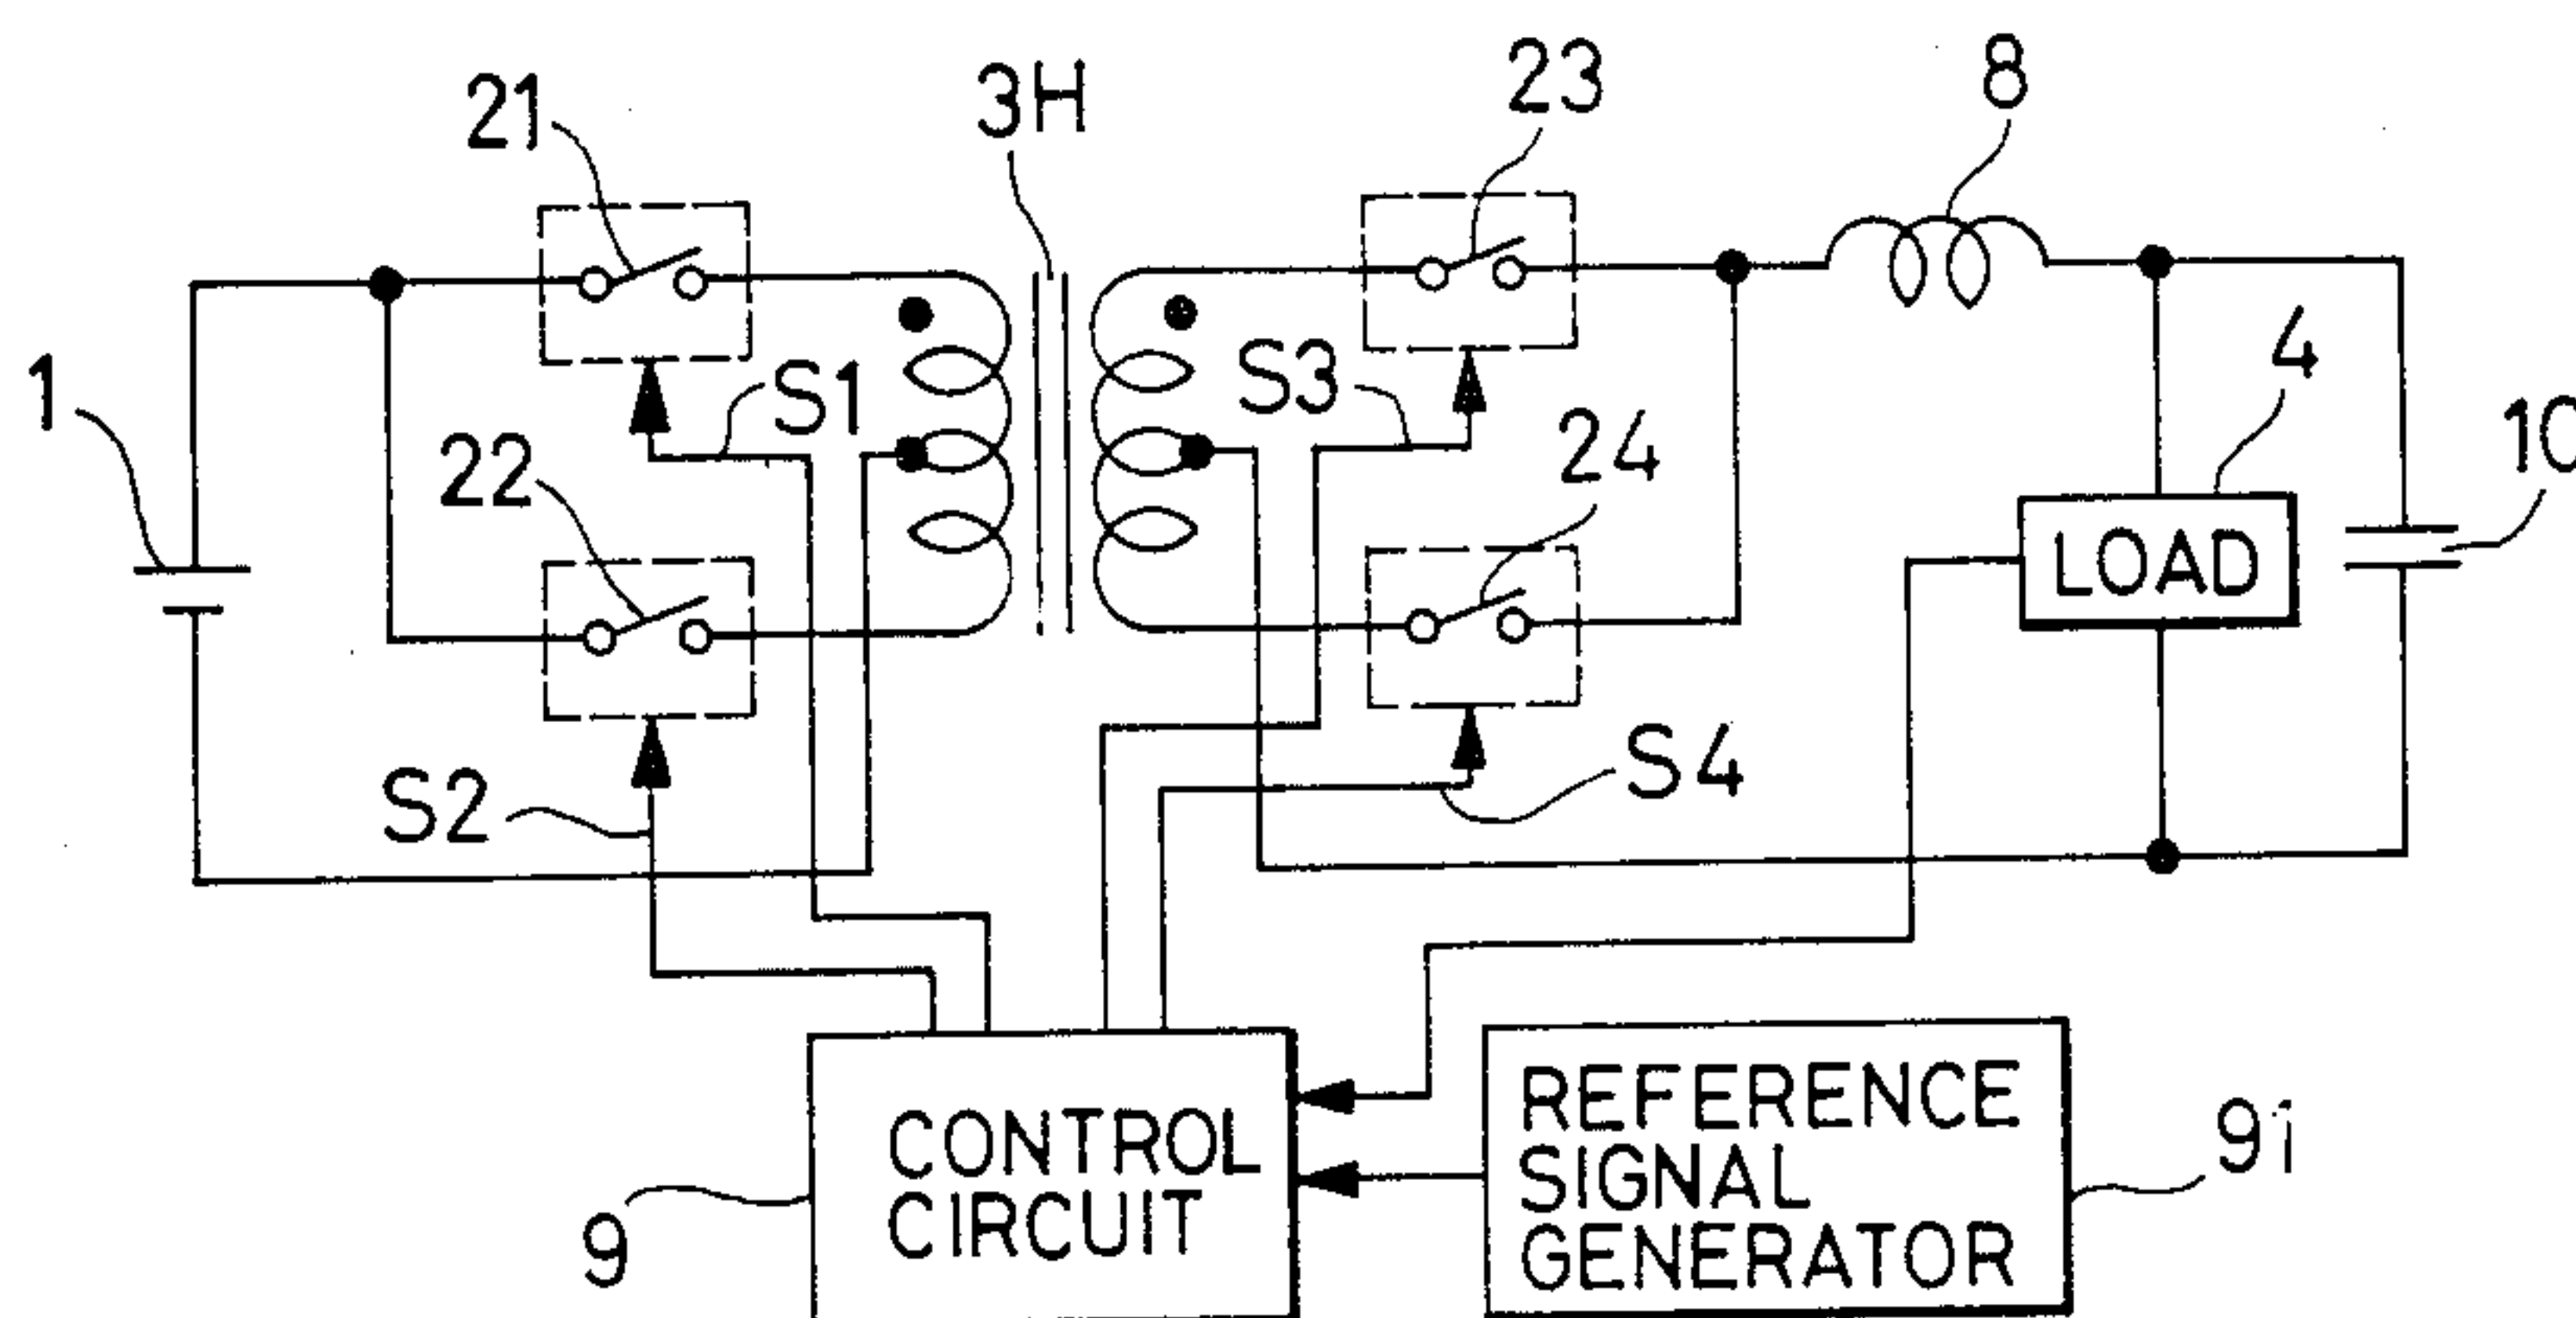 21
3H
23
8
1
S1
S3
4
10
22
24
LOAD
S2
S4
CONTROL
CIRCUIT
REFERENCE
SIGNAL
GENERATOR
9
91